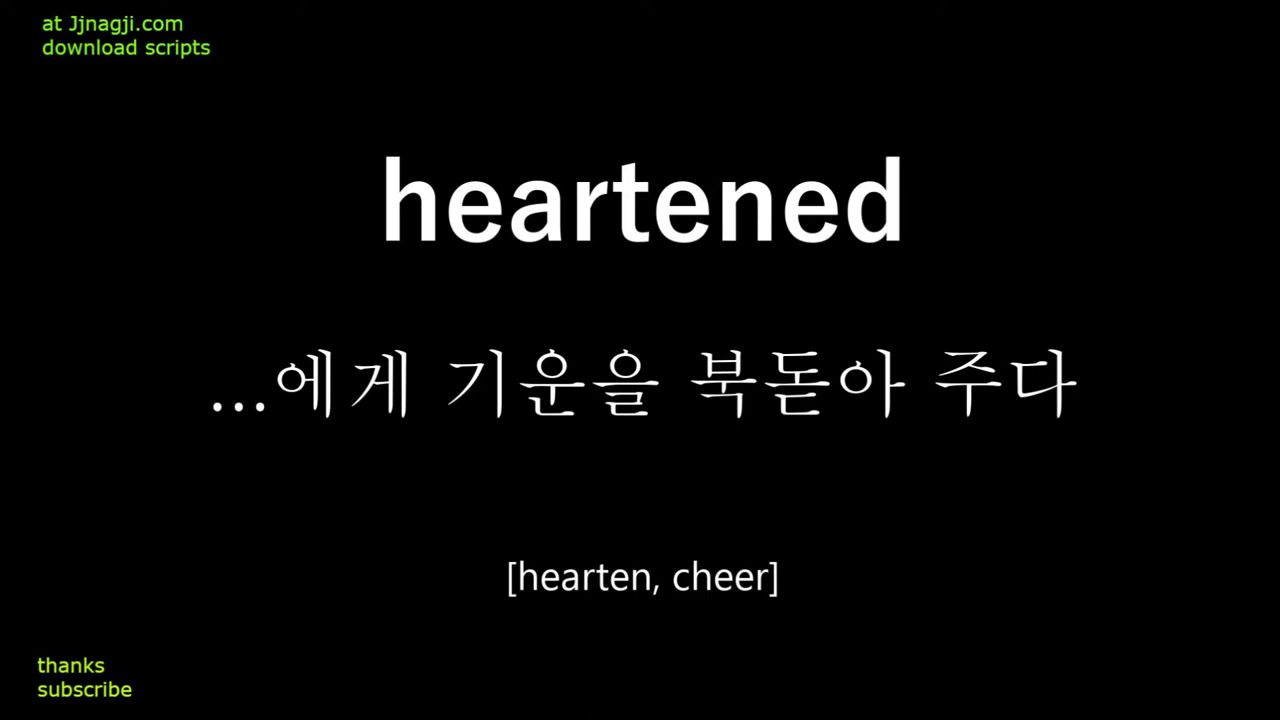 at Jjnagji.com
download scripts
heartened
...에게 기운을 북돋아 주다
[hearten, cheer]
thanks
subscribe